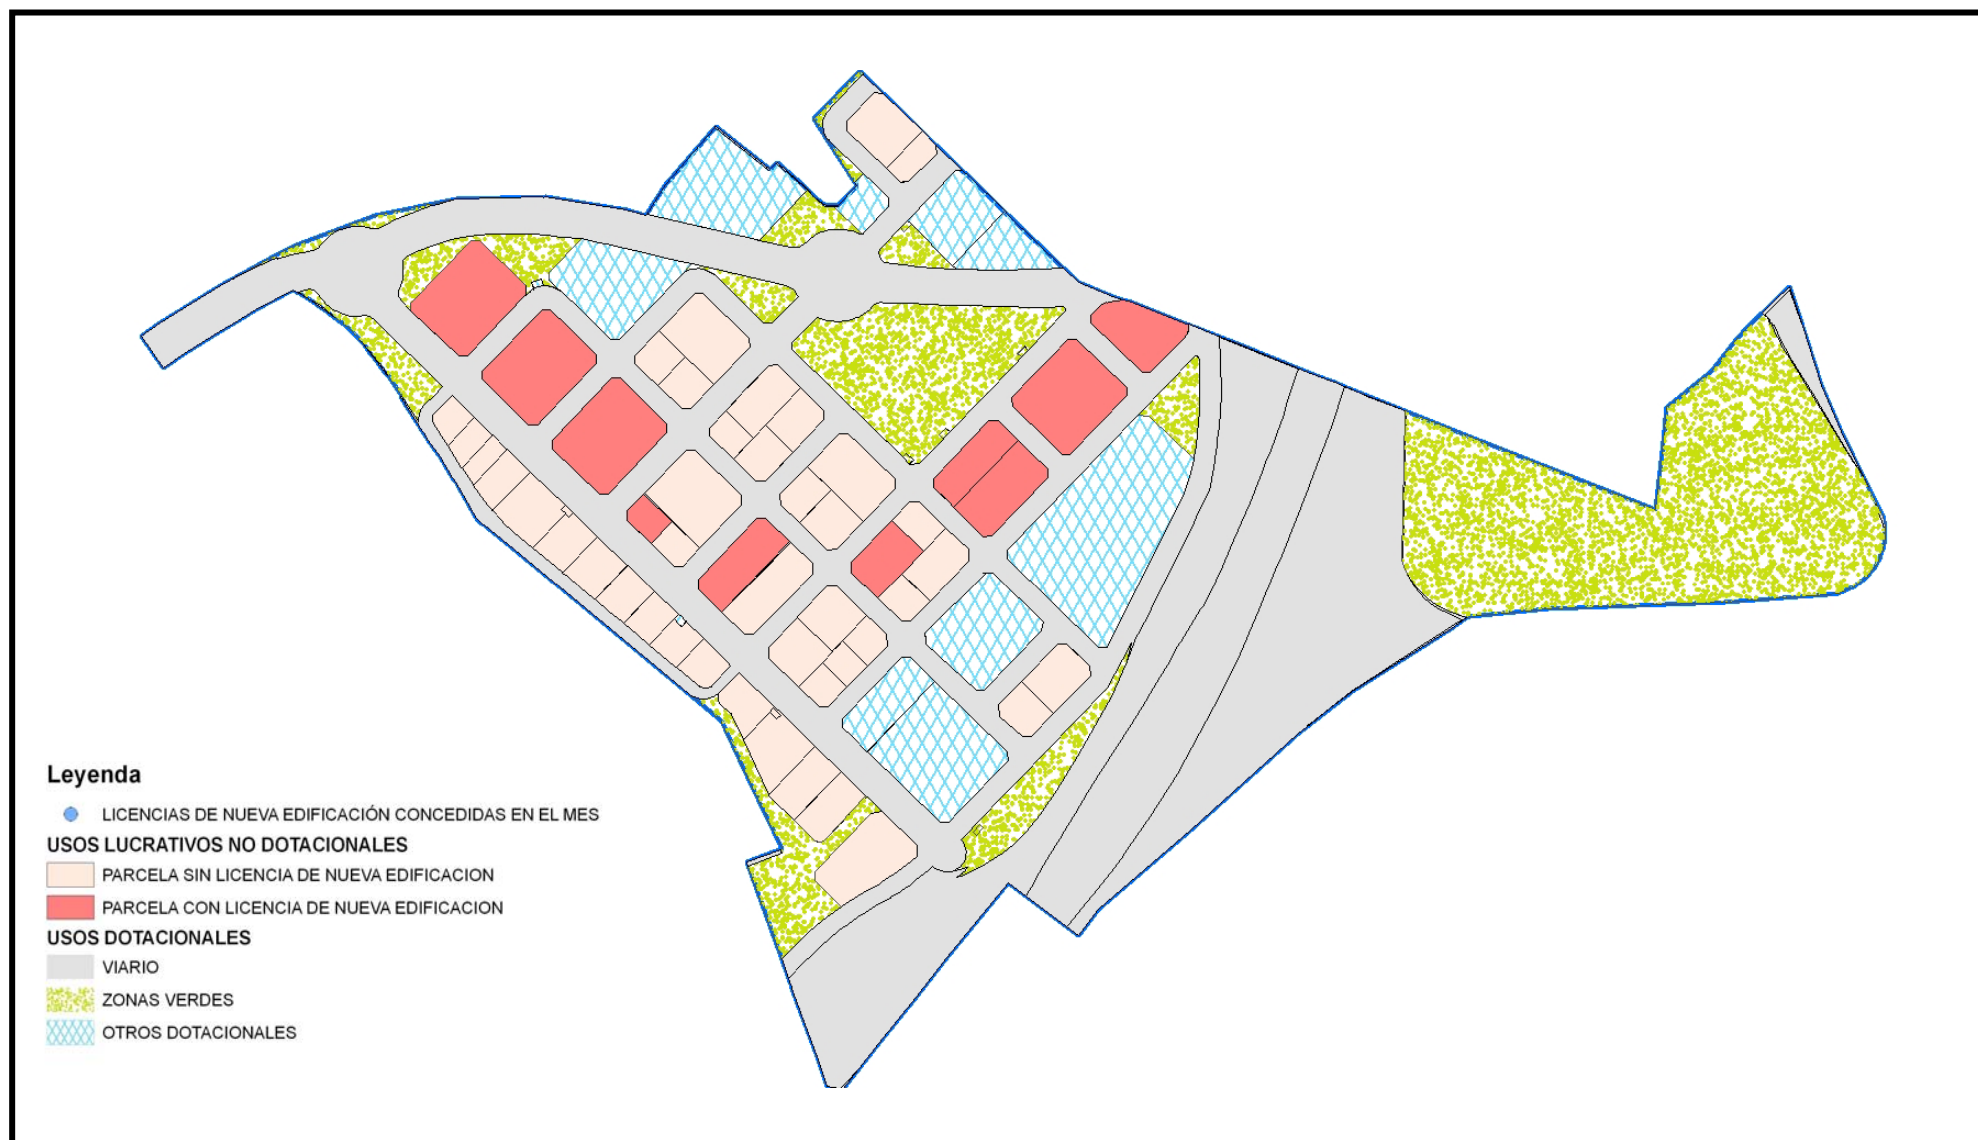 Leyenda
LICENCIAS DE NUEVA EDIFICACIÓN CONCEDIDAS EN EL MES
USOS LUCRATIVOS NO DOTACIONALES
PARCELA SIN LICENCIA DE NUEVA EDIFICACION
PARCELA CON LICENCIA DE NUEVA EDIFICACION
USOS DOTACIONALES
VIARIO
ZONAS VERDES
OTROS DOTACIONALES